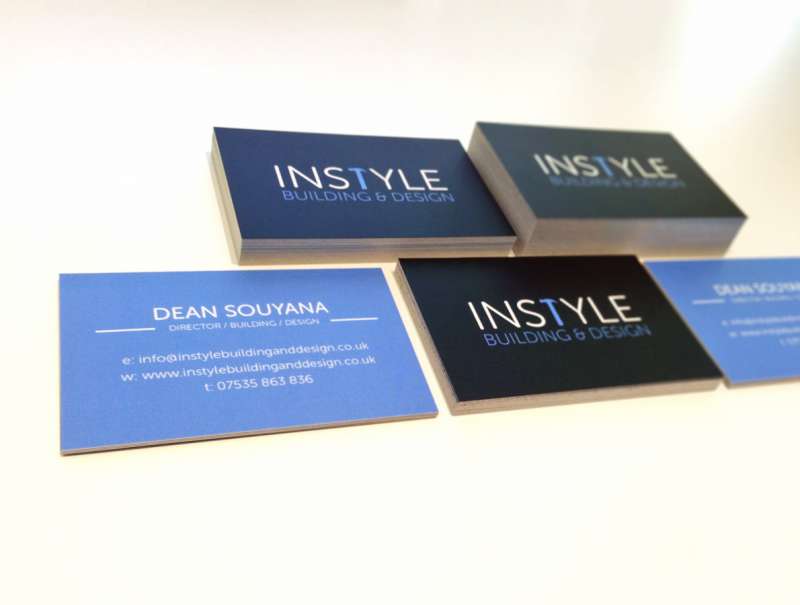 INSTYLE
BUILDING & DESIGN
INSTYLE
BUILDING & DESIGN
DEAN SOUYANA
DIRECTOR / BUILDING / DESIGN
e: info@instylebuildinganddesign.co.uk
w: www.instylebuildinganddesign.co.uk
t: 07535 863 836
INSTYLE
BUILDING & DESIGN
DEAN SOUYANA